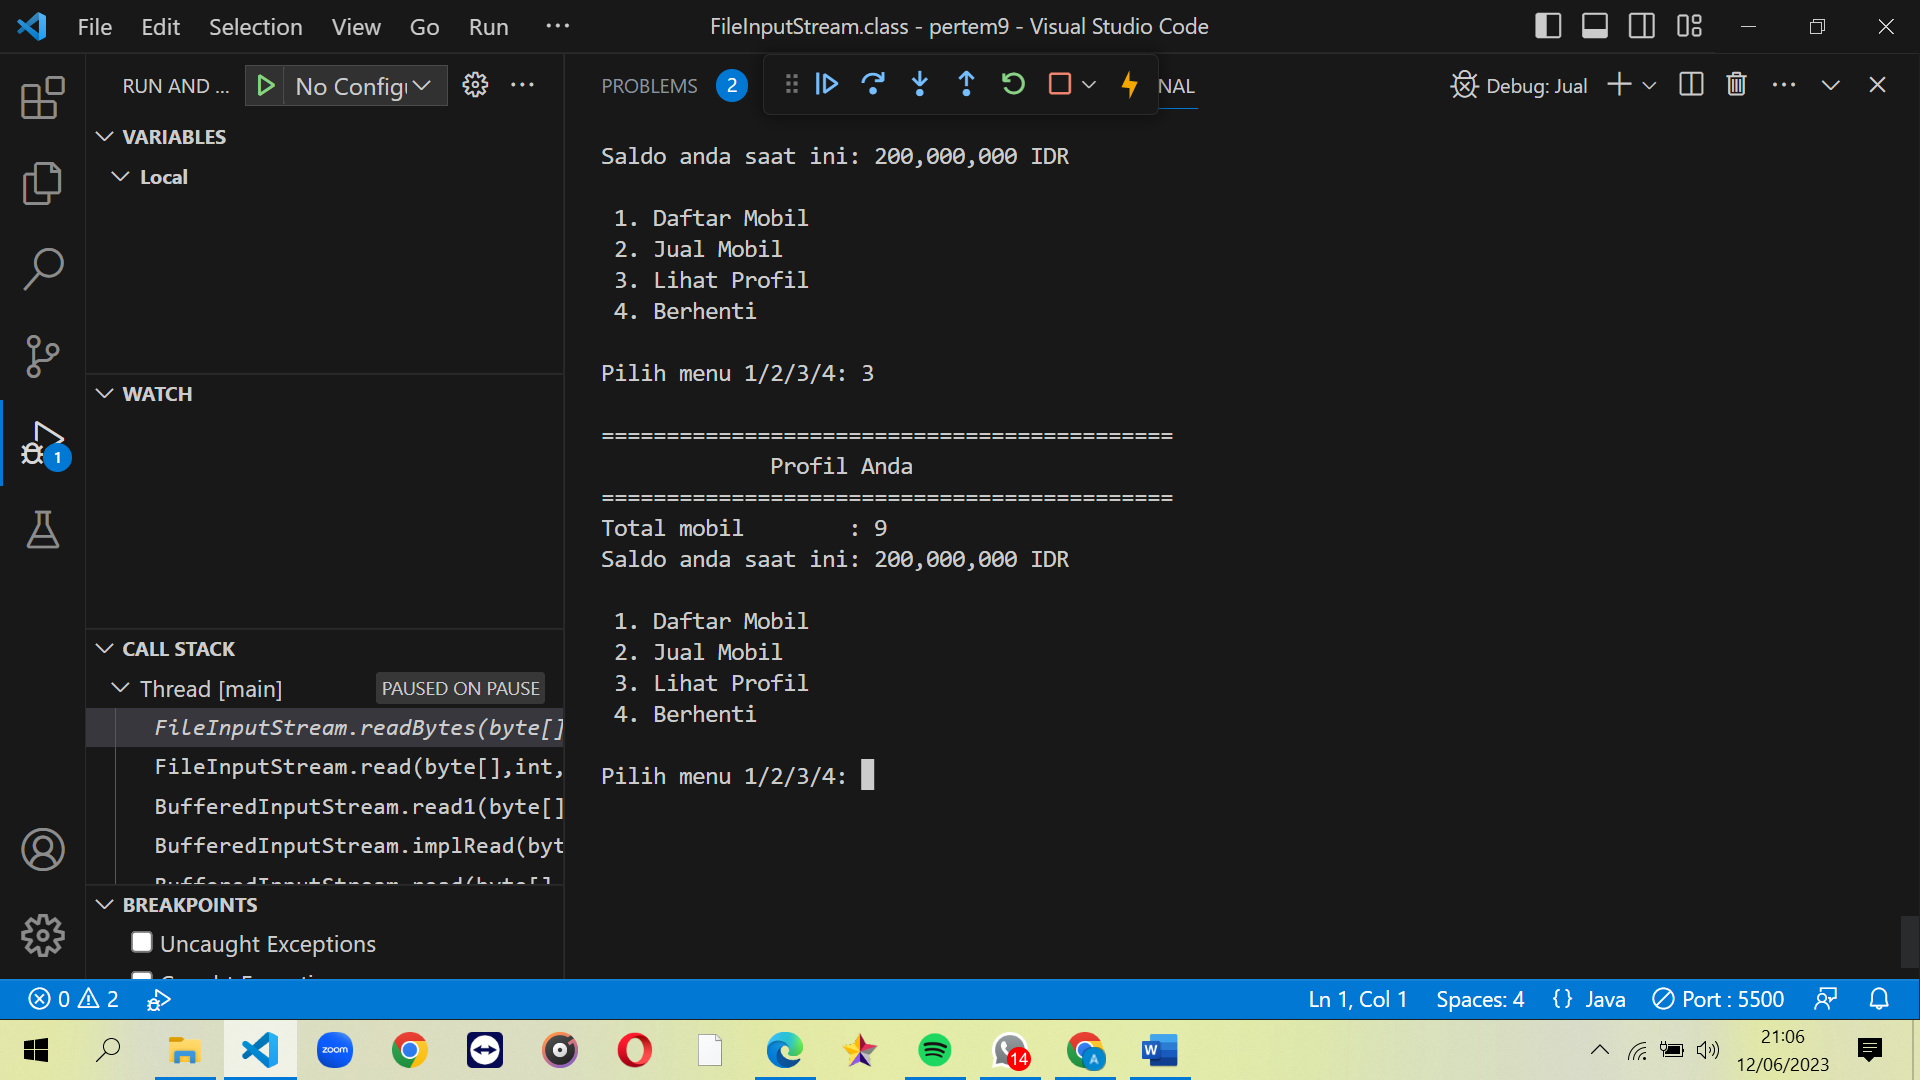 File Edit Selection View Go Run ··· FileInputStream.class - pertem9 - Visual Studio Code
RUN AND ... No Config ···
PROBLEMS 2 NAL Debug: Jual ···
VARIABLES
Local
WATCH
CALL STACK
Thread [main] PAUSED ON PAUSE
FileInputStream.readBytes(byte[]
FileInputStream.read(byte[],int,
BufferedInputStream.read1(byte[]
BufferedInputStream.implRead(byt
BufferedInputStream.read(byte[]
BREAKPOINTS
Uncaught Exceptions
Saldo anda saat ini: 200,000,000 IDR
1. Daftar Mobil
2. Jual Mobil
3. Lihat Profil
4. Berhenti
Pilih menu 1/2/3/4: 3
============================================
Profil Anda
============================================
Total mobil : 9
Saldo anda saat ini: 200,000,000 IDR
1. Daftar Mobil
2. Jual Mobil
3. Lihat Profil
4. Berhenti
Pilih menu 1/2/3/4:
1
0 2 Ln 1, Col 1 Spaces: 4 {} Java Port : 5500
zoom 14 A W 21:06
12/06/2023